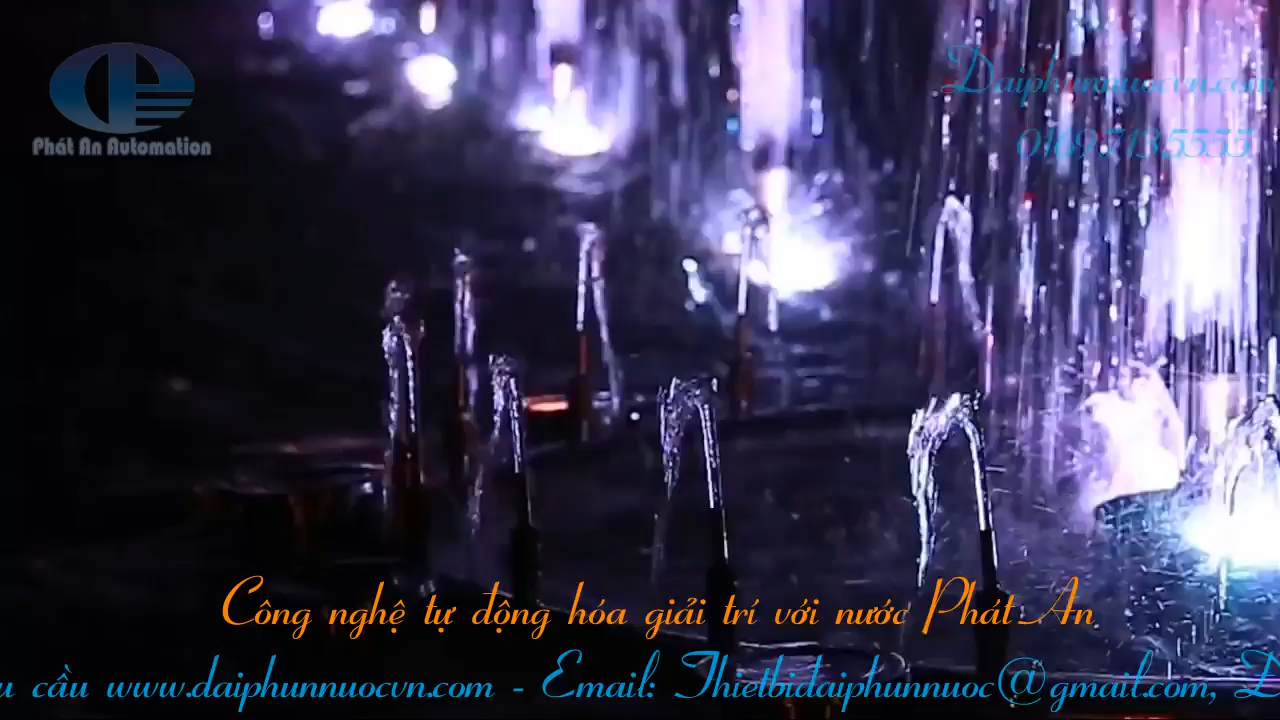 Phát An Automation
Daiphunnuocvn.com
01697135555
Công nghệ tự động hóa giải trí với nước Phát An
cầu www.daiphunnuocvn.com - Email: Thietbidaiphunnuoc@gmail.com,